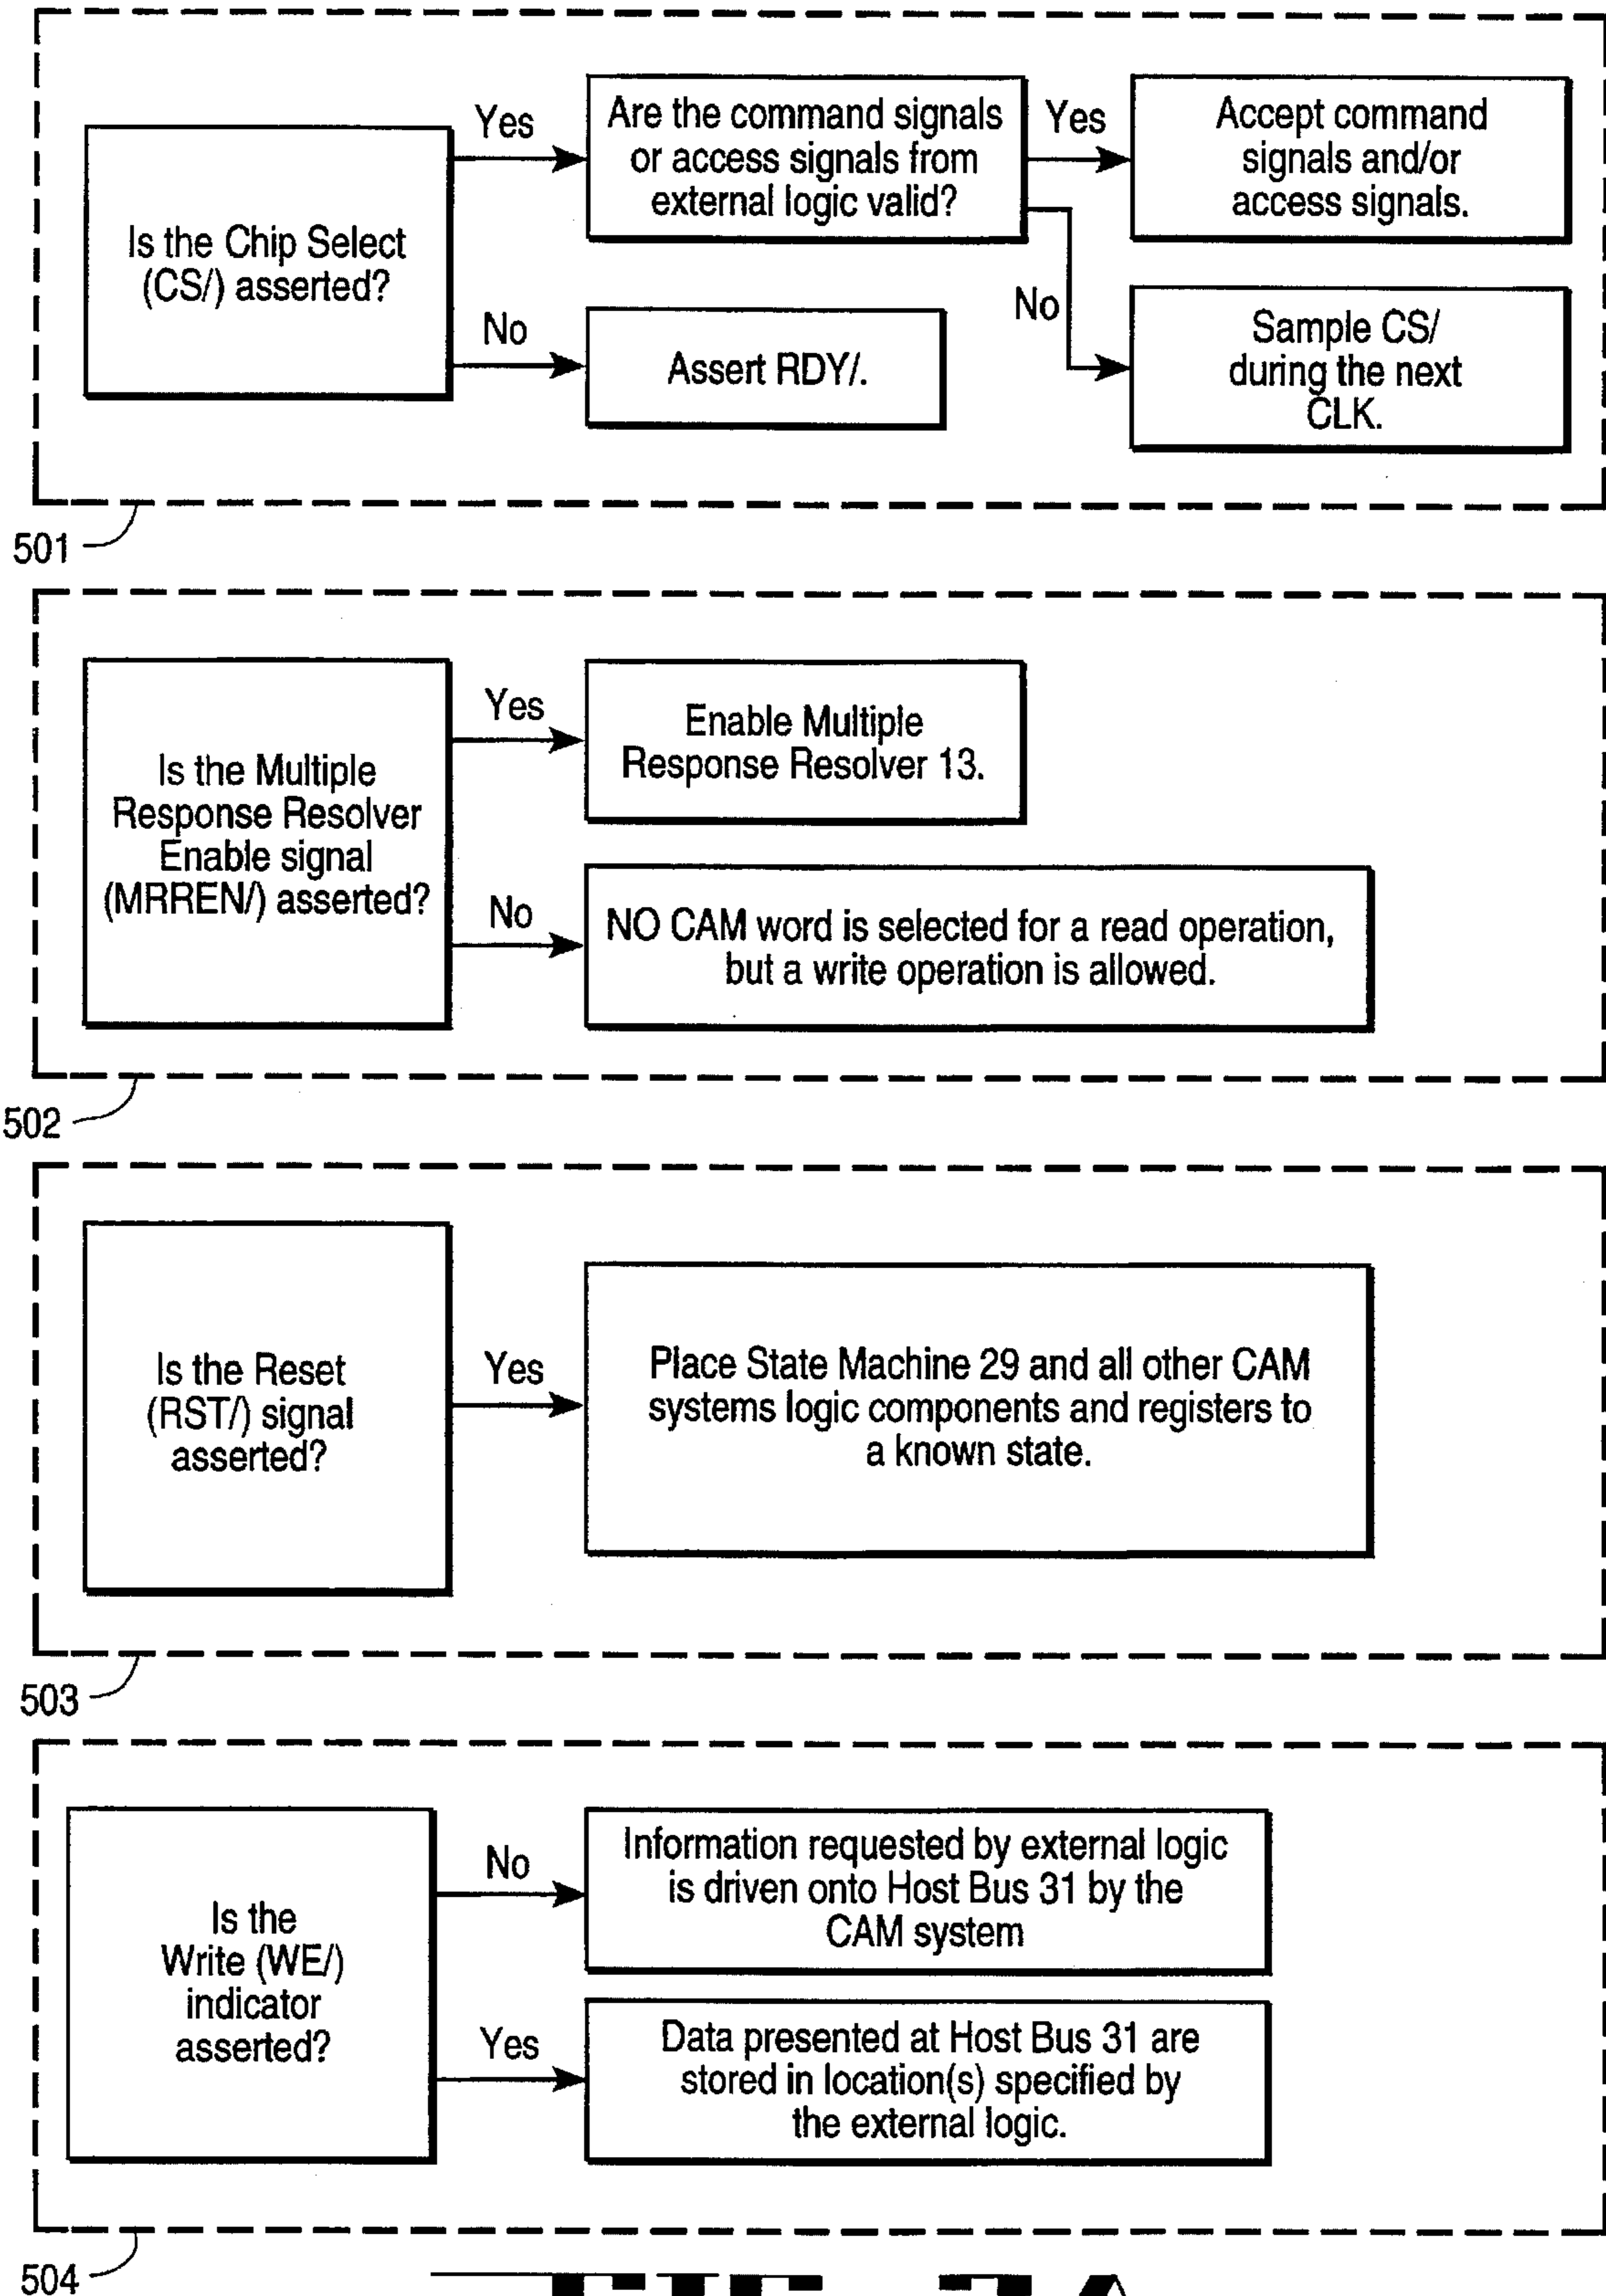 Is the Chip Select
(CS/) asserted?
Yes
Are the command signals
or access signals from
external logic valid?
Yes
Accept command
signals and/or
access signals.
No
Assert RDY/.
No
Sample CS/
during the next
CLK.
501
Is the Multiple
Response Resolver
Enable signal
(MRREN/) asserted?
Yes
Enable Multiple
Response Resolver 13.
No
NO CAM word is selected for a read operation,
but a write operation is allowed.
502
Is the Reset
(RST/) signal
asserted?
Yes
Place State Machine 29 and all other CAM
systems logic components and registers to
a known state.
503
Is the
Write (WE/)
indicator
asserted?
No
Information requested by external logic
is driven onto Host Bus 31 by the
CAM system
Yes
Data presented at Host Bus 31 are
stored in location(s) specified by
the external logic.
504